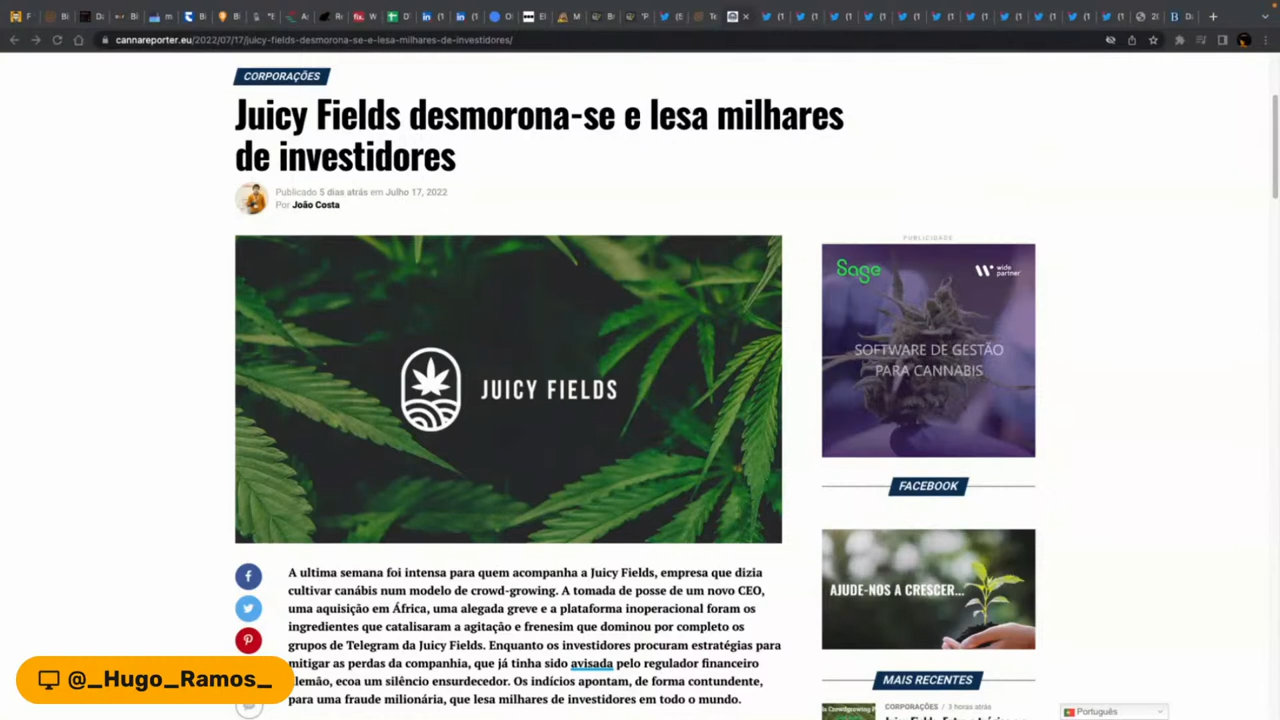 cannareporter.eu/2022/07/17/juicy-fields-desmorona-se-e-lesa-milhares-de-investidores/
CORPORAÇÕES
Juicy Fields desmorona-se e lesa milhares
de investidores
Publicado 5 dias atrás em Julho 17, 2022
Por João Costa
PUBLICIDADE
Sage
wide partner
SOFTWARE DE GESTÃO
PARA CANNABIS
JUICY FIELDS
FACEBOOK
AJUDE-NOS A CRESCER...
A ultima semana foi intensa para quem acompanha a Juicy Fields, empresa que dizia
cultivar canábis num modelo de crowd-growing. A tomada de posse de um novo CEO,
uma aquisição em África, uma alegada greve e a plataforma inoperacional foram os
ingredientes que catalisaram a agitação e frenesim que dominou por completo os
grupos de Telegram da Juicy Fields. Enquanto os investidores procuram estratégias para
mitigar as perdas da companhia, que já tinha sido avisada pelo regulador financeiro
alemão, ecoa um silêncio ensurdecedor. Os indícios apontam, de forma contundente,
para uma fraude milionária, que lesa milhares de investidores em todo o mundo.
@_Hugo_Ramos_
MAIS RECENTES
CORPORAÇÕES / 3 horas atrás
Português